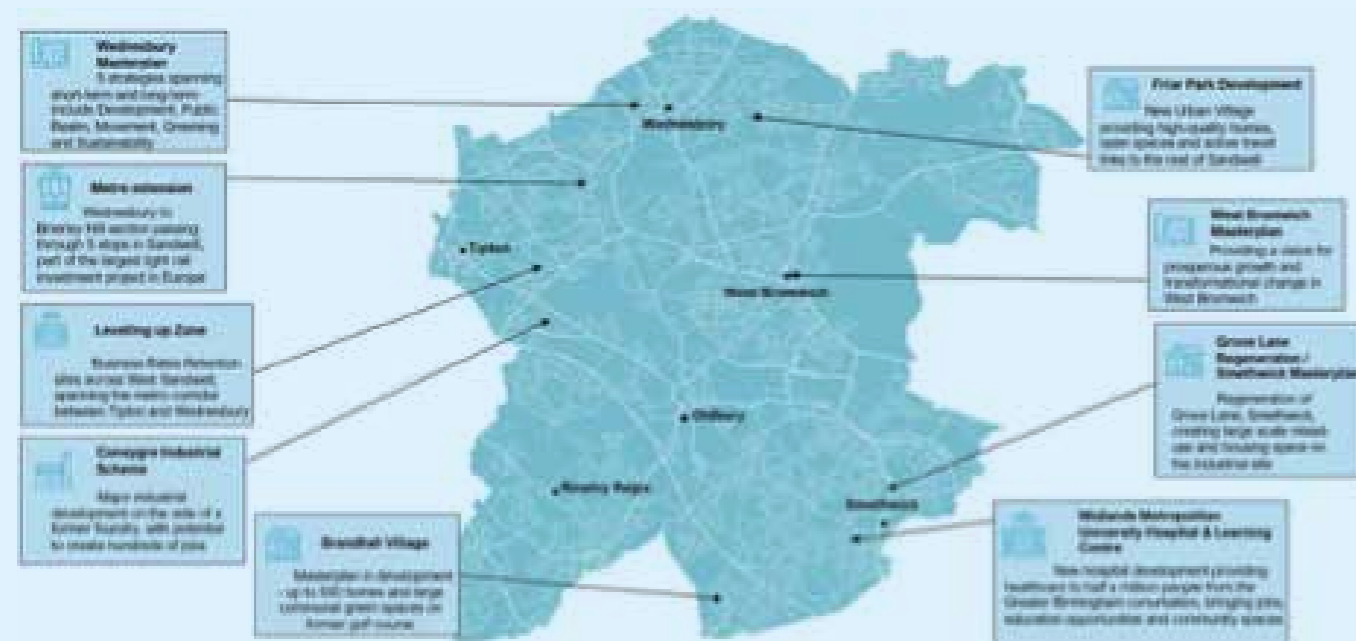 Wednesbury
Masterplan
5 strategies spanning
short-term and long-term
include Development, Public
Realm, Movement, Greening
and Sustainability
Metro extension
Wednesbury to
Brierley Hill section passing
through 5 stops in Sandwell,
part of the largest light rail
investment project in Europe
Levelling up Zone
Business Rates Retention
sites across West Sandwell,
spanning the metro corridor
between Tipton and Wednesbury
Coneygre Industrial
Scheme
Major industrial
development on the site of a
former foundry, with potential
to create hundreds of jobs
Brandhall Village
Masterplan in development
- up to 500 homes and large
communal green spaces on
former golf course
Wednesbury
Tipton
West Bromwich
Oldbury
Rowley Regis
Smethwick
Friar Park Development
New Urban Village
providing high-quality homes,
open spaces and active travel
links to the rest of Sandwell
West Bromwich
Masterplan
Providing a vision for
prosperous growth and
transformational change in
West Bromwich
Grove Lane
Regeneration /
Smethwick Masterplan
Regeneration of
Grove Lane, Smethwick,
creating large scale mixed-
use and housing space on
the industrial site
Midlands Metropolitan
University Hospital & Learning
Centre
New hospital development providing
healthcare to half a million people from the
Greater Birmingham conurbation, bringing jobs,
education opportunities and community spaces